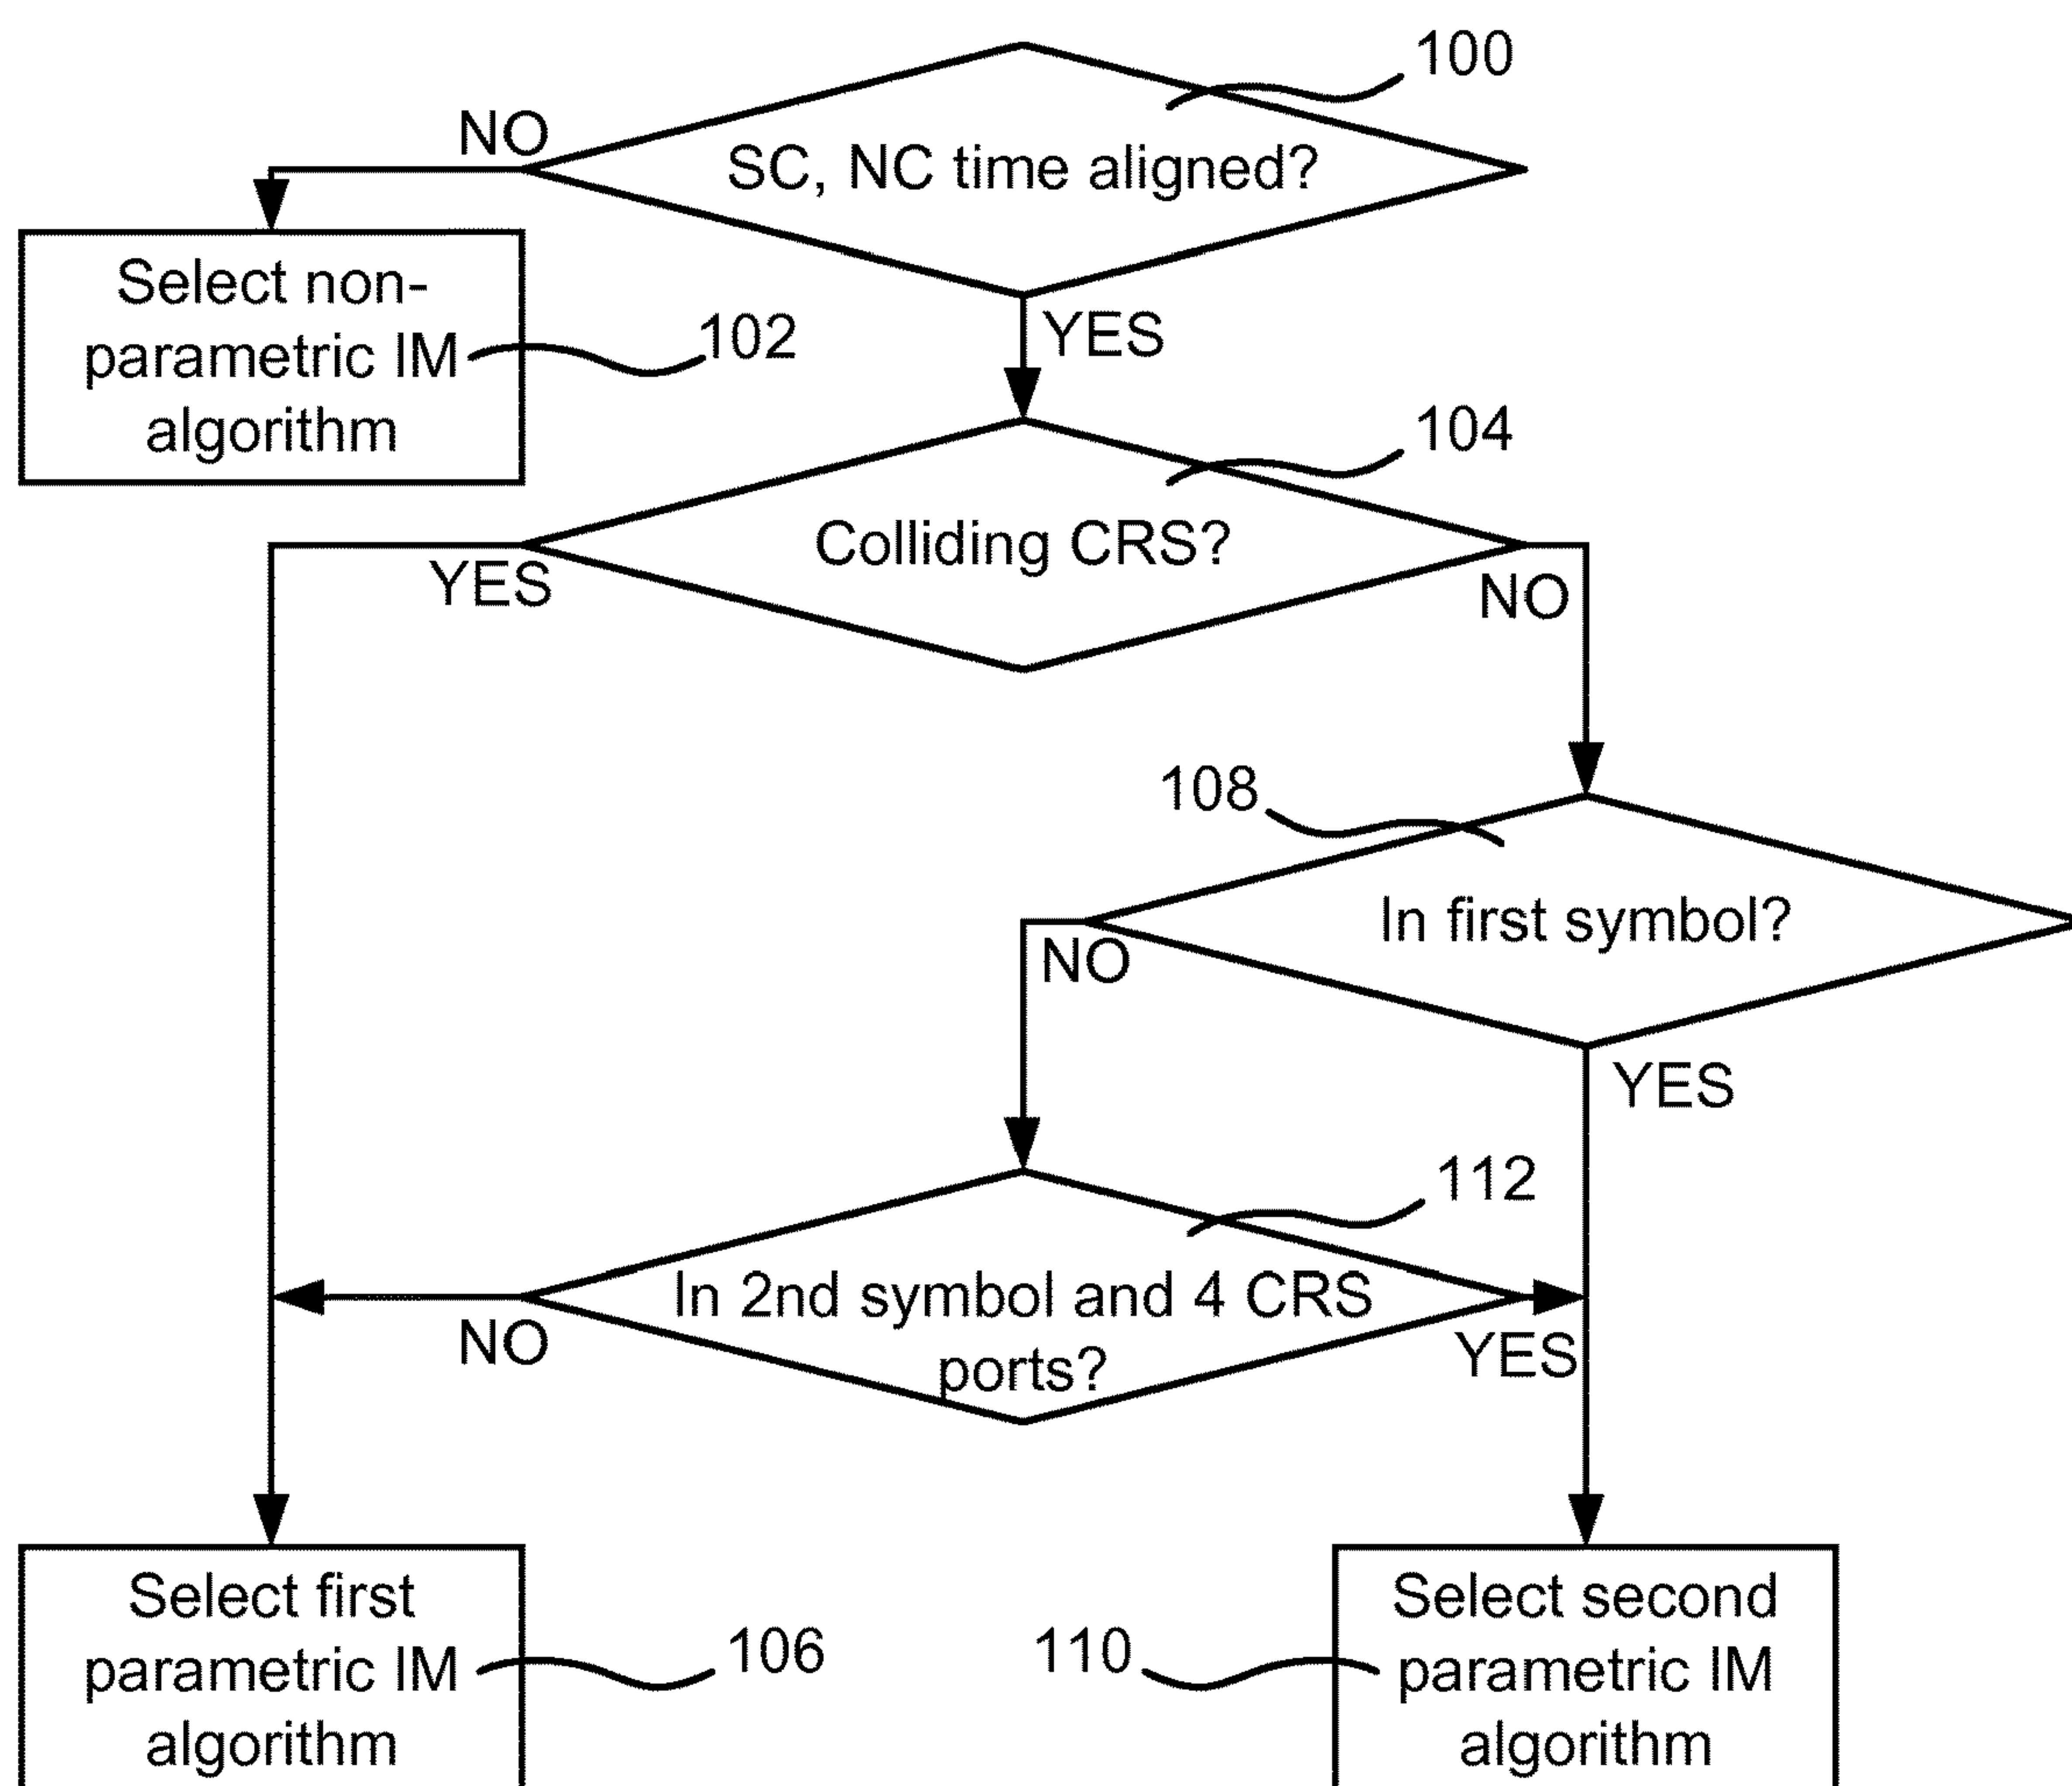 100
NO
SC, NC time aligned?
Select non-
parametric IM
algorithm
102
YES
104
Colliding CRS?
YES
NO
108
In first symbol?
NO
YES
112
In 2nd symbol and 4 CRS
ports?
NO
YES
Select first
parametric IM
algorithm
106
110
Select second
parametric IM
algorithm